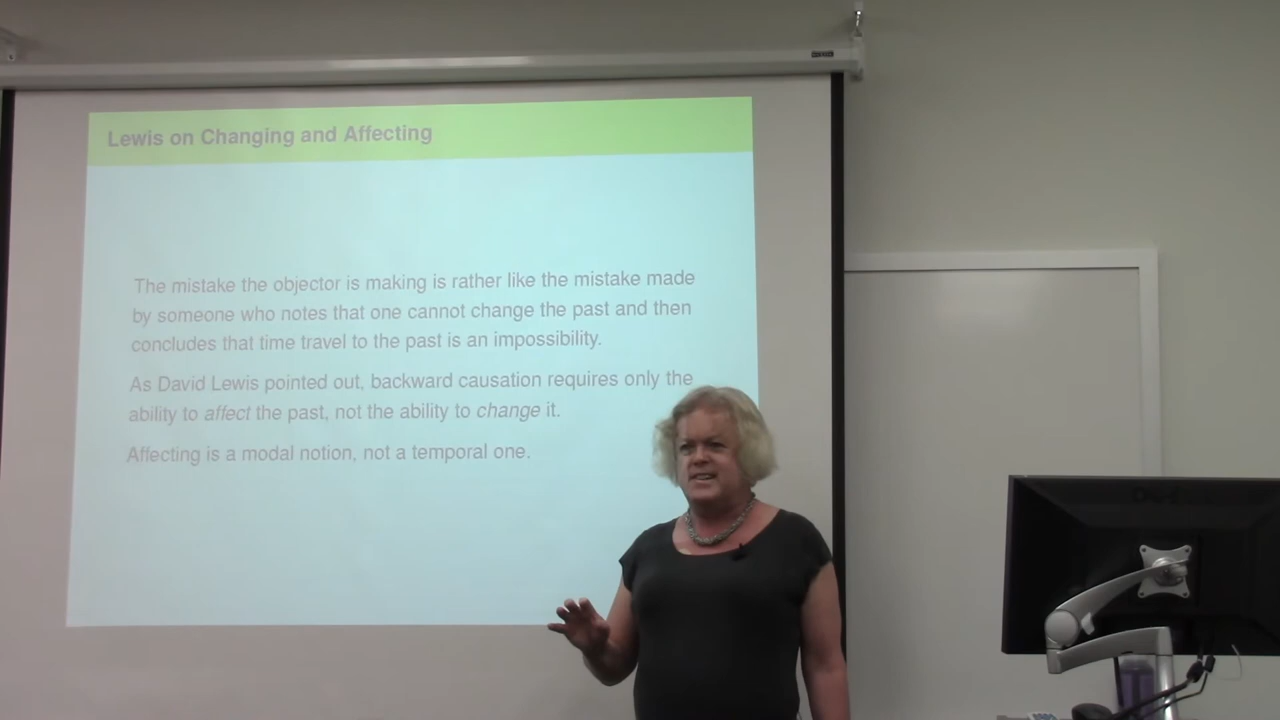 Lewis on Changing and Affecting
The mistake the objector is making is rather like the mistake made
by someone who notes that one cannot change the past and then
concludes that time travel to the past is an impossibility.
As David Lewis pointed out, backward causation requires only the
ability to affect the past, not the ability to change it.
Affecting is a modal notion, not a temporal one.